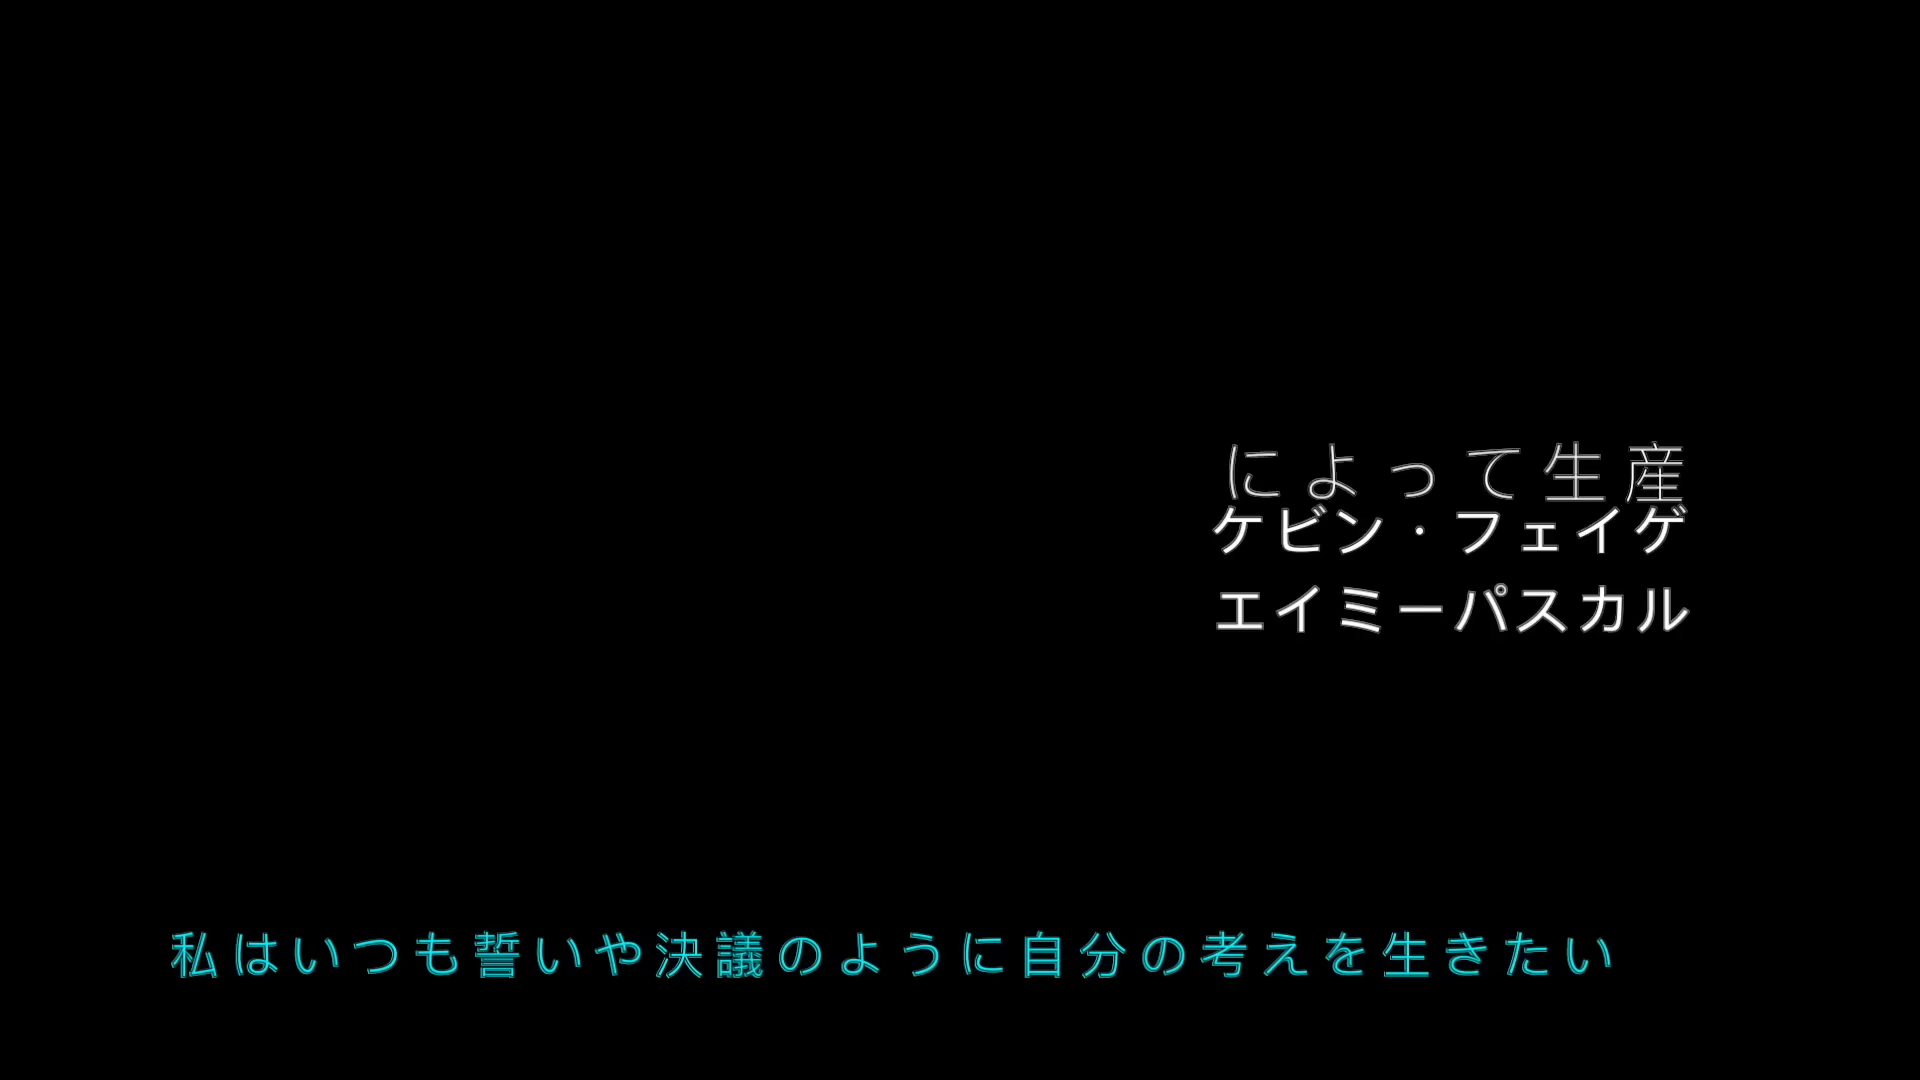 によって生産
ケビン・フェイゲ
エイミーパスカル
私はいつも誓いや決議のように自分の考えを生きたい